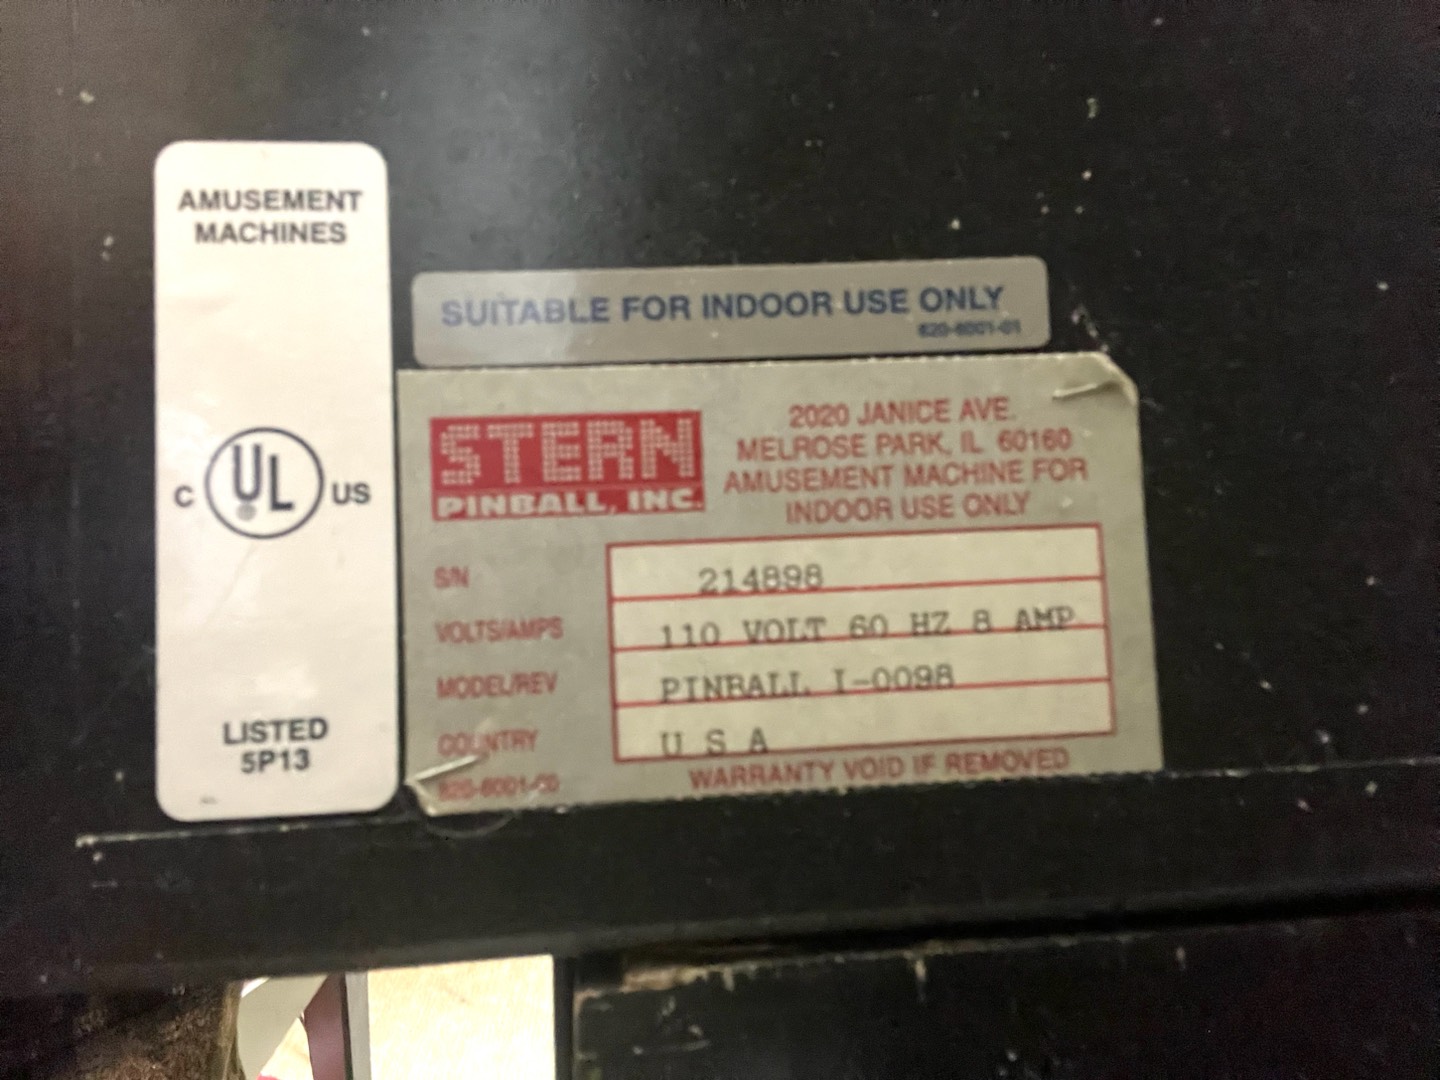 AMUSEMENT
MACHINES
C UL US
LISTED
5P13
SUITABLE FOR INDOOR USE ONLY
820-6001-01
STERN
PINBALL, INC.
2020 JANICE AVE.
MELROSE PARK, IL 60160
AMUSEMENT MACHINE FOR
INDOOR USE ONLY
S/N 214898
VOLTS/AMPS 110 VOLT 60 HZ 8 AMP
MODEL/REV PINBALL I-0098
COUNTRY U S A
820-6001-00
WARRANTY VOID IF REMOVED